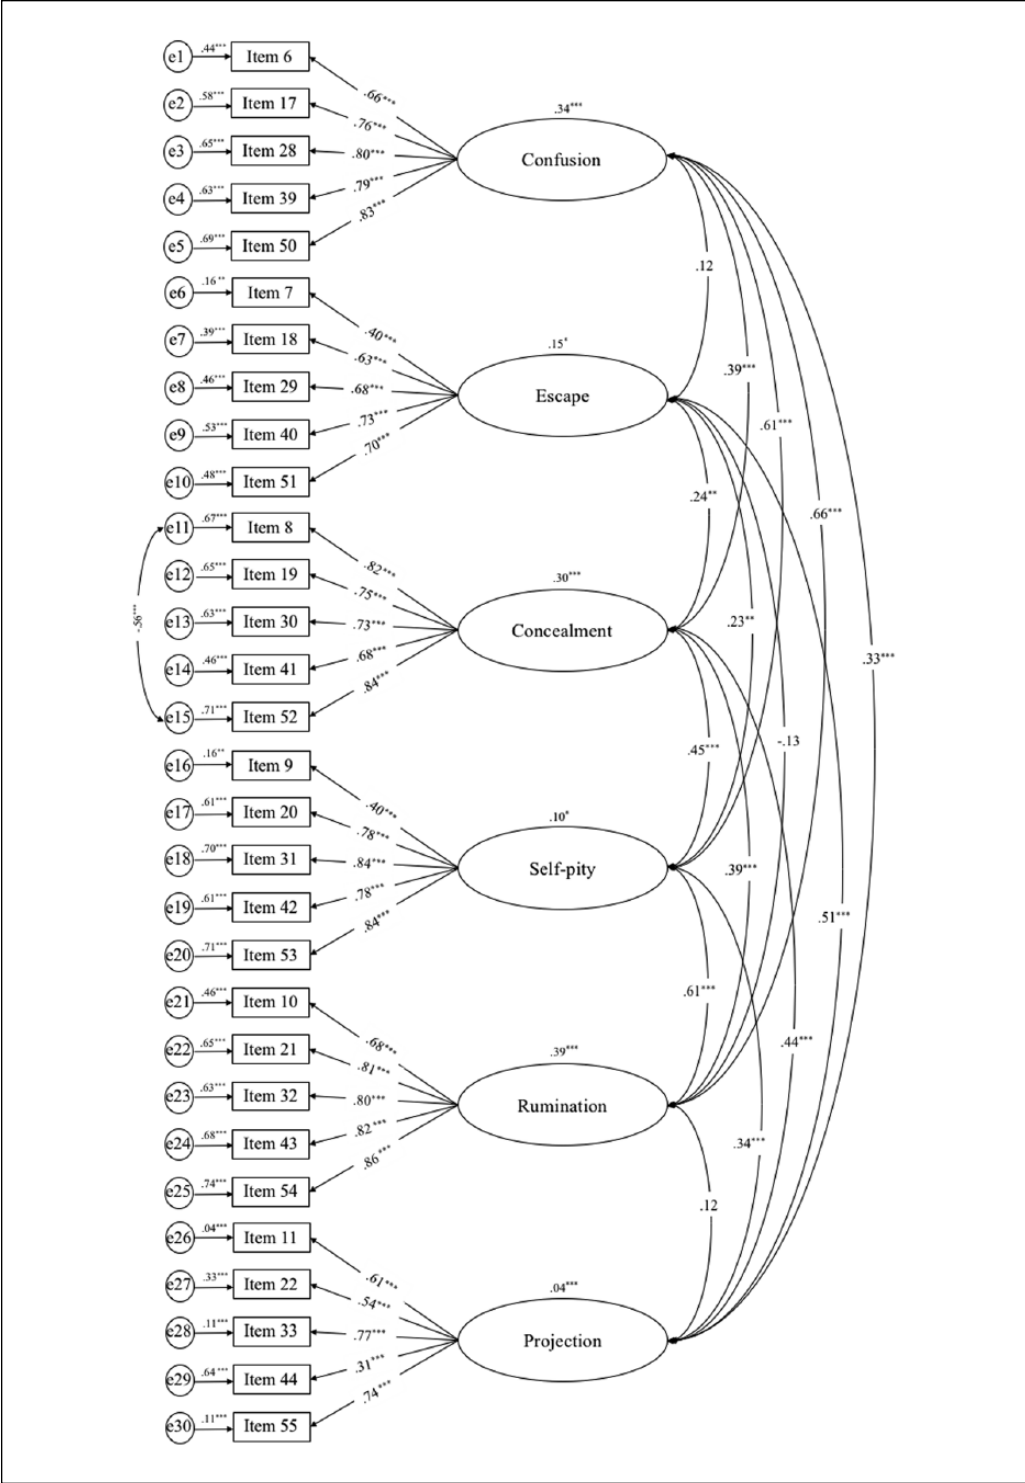 e1 .44*** Item 6
e2 .58*** Item 17
e3 .65*** Item 28
e4 .63*** Item 39
e5 .69*** Item 50
.66***
.76***
.80***
.79***
.83***
.34***
Confusion
e6 .16** Item 7
e7 .39*** Item 18
e8 .46*** Item 29
e9 .53*** Item 40
e10 .48*** Item 51
.40***
.63***
.68***
.73***
.70***
.15*
Escape
e11 .67*** Item 8
e12 .65*** Item 19
e13 .63*** Item 30
e14 .46*** Item 41
e15 .71*** Item 52
-.56***
.82***
.75***
.73***
.68***
.84***
.30***
Concealment
e16 .16** Item 9
e17 .61*** Item 20
e18 .70*** Item 31
e19 .61*** Item 42
e20 .71*** Item 53
.40***
.78***
.84***
.78***
.84***
.10*
Self-pity
e21 .46*** Item 10
e22 .65*** Item 21
e23 .63*** Item 32
e24 .68*** Item 43
e25 .74*** Item 54
.68***
.81***
.80***
.82***
.86***
.39***
Rumination
e26 .04*** Item 11
e27 .33*** Item 22
e28 .11*** Item 33
e29 .64*** Item 44
e30 .11*** Item 55
.61***
.54***
.77***
.31***
.74***
.04***
Projection
.12
.39***
.61***
.24**
.66***
.23**
.33***
.45***
-.13
.39***
.51***
.61***
.44***
.34***
.12